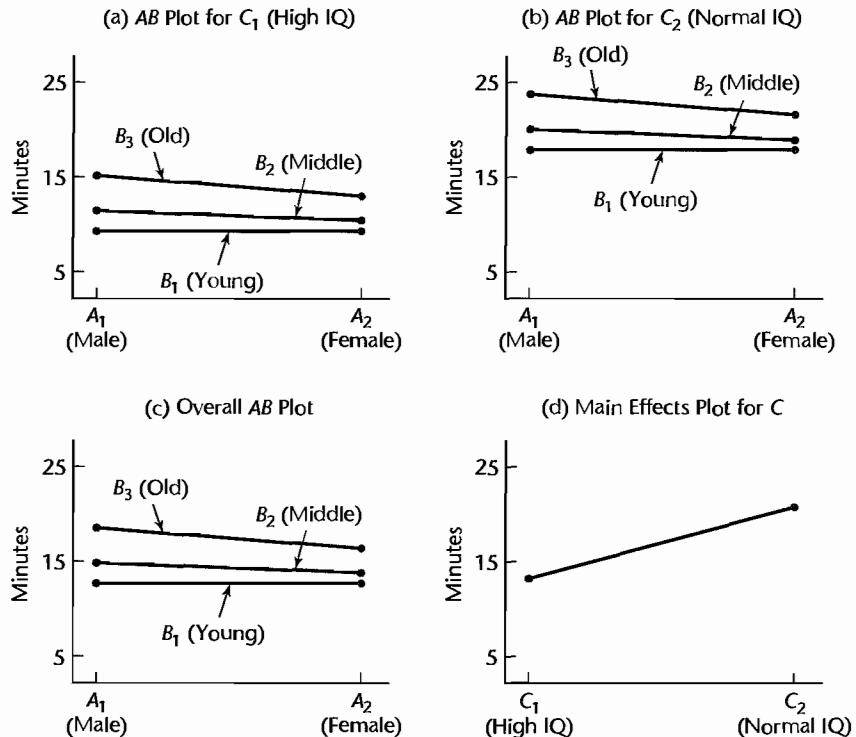 (a) AB Plot for C₁ (High IQ)
Minutes
25
15
5
B₃ (Old)
B₂ (Middle)
B₁ (Young)
A₁
(Male)
A₂
(Female)
(b) AB Plot for C₂ (Normal IQ)
Minutes
25
15
5
B₃ (Old)
B₂ (Middle)
B₁ (Young)
A₁
(Male)
A₂
(Female)
(c) Overall AB Plot
Minutes
25
15
5
B₃ (Old)
B₂ (Middle)
B₁ (Young)
A₁
(Male)
A₂
(Female)
(d) Main Effects Plot for C
Minutes
25
15
5
C₁
(High IQ)
C₂
(Normal IQ)